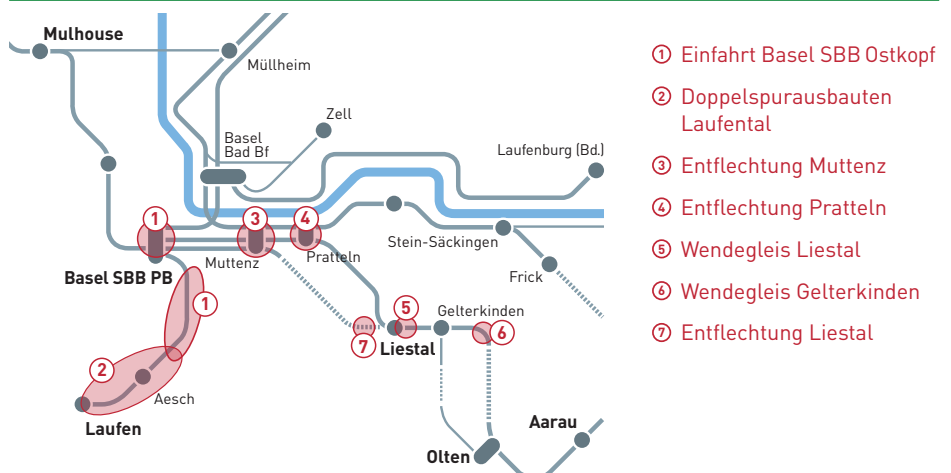 Mulhouse
Müllheim
Zell
Basel
Bad Bf
Laufenburg (Bd.)
1
3
4
Stein-Säckingen
Muttenz
Pratteln
Basel SBB PB
Frick
1
5
Gelterkinden
6
7
Liestal
2
Aesch
Laufen
Aarau
Olten
1 Einfahrt Basel SBB Ostkopf
2 Doppelspurausbauten
Laufental
3 Entflechtung Muttenz
4 Entflechtung Pratteln
5 Wendegleis Liestal
6 Wendegleis Gelterkinden
7 Entflechtung Liestal